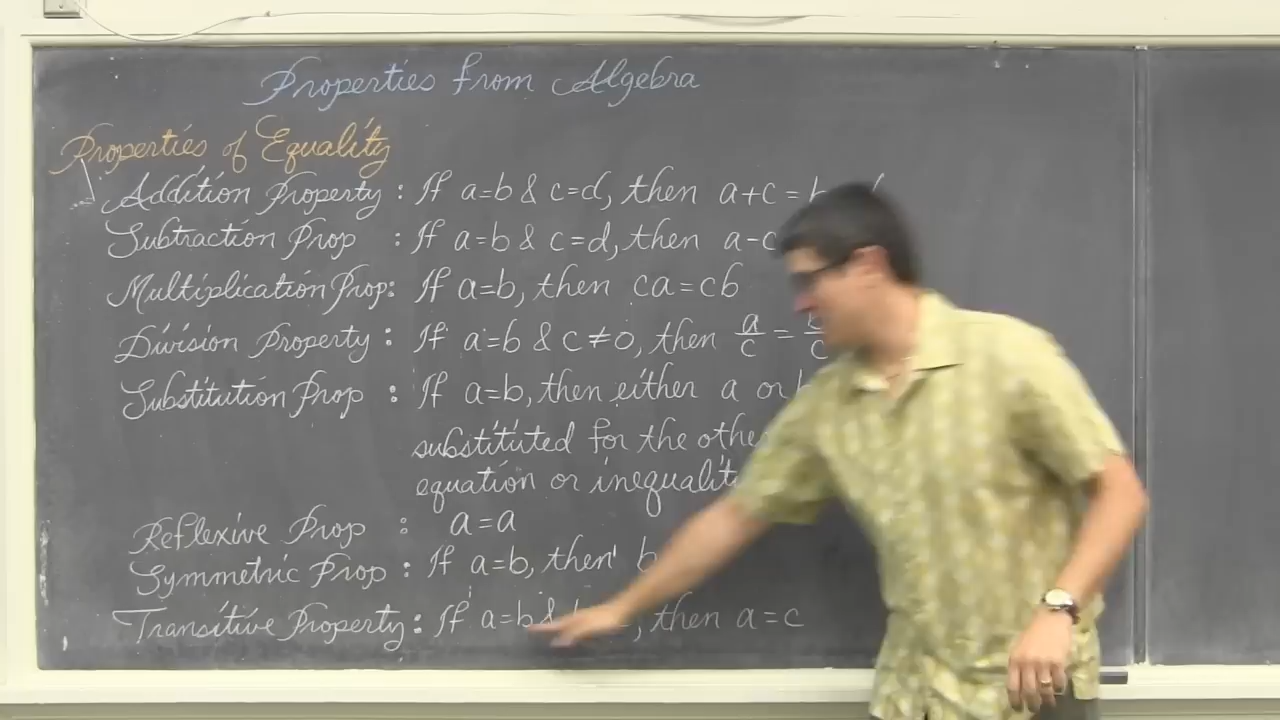 Properties from Algebra
Properties of Equality
Addition Property : If a=b & c=d, then a+c =
Subtraction Prop : If a=b & c=d, then a-c
Multiplication Prop: If a=b, then ca=cb
Division Property : If a=b & c≠0, then a/c =
Substitution Prop : If a=b, then either a or
substituted for the
equation or
Reflexive Prop : a=a
Symmetric Prop : If a=b, then b
Transitive Property: If a=b & , then a=c